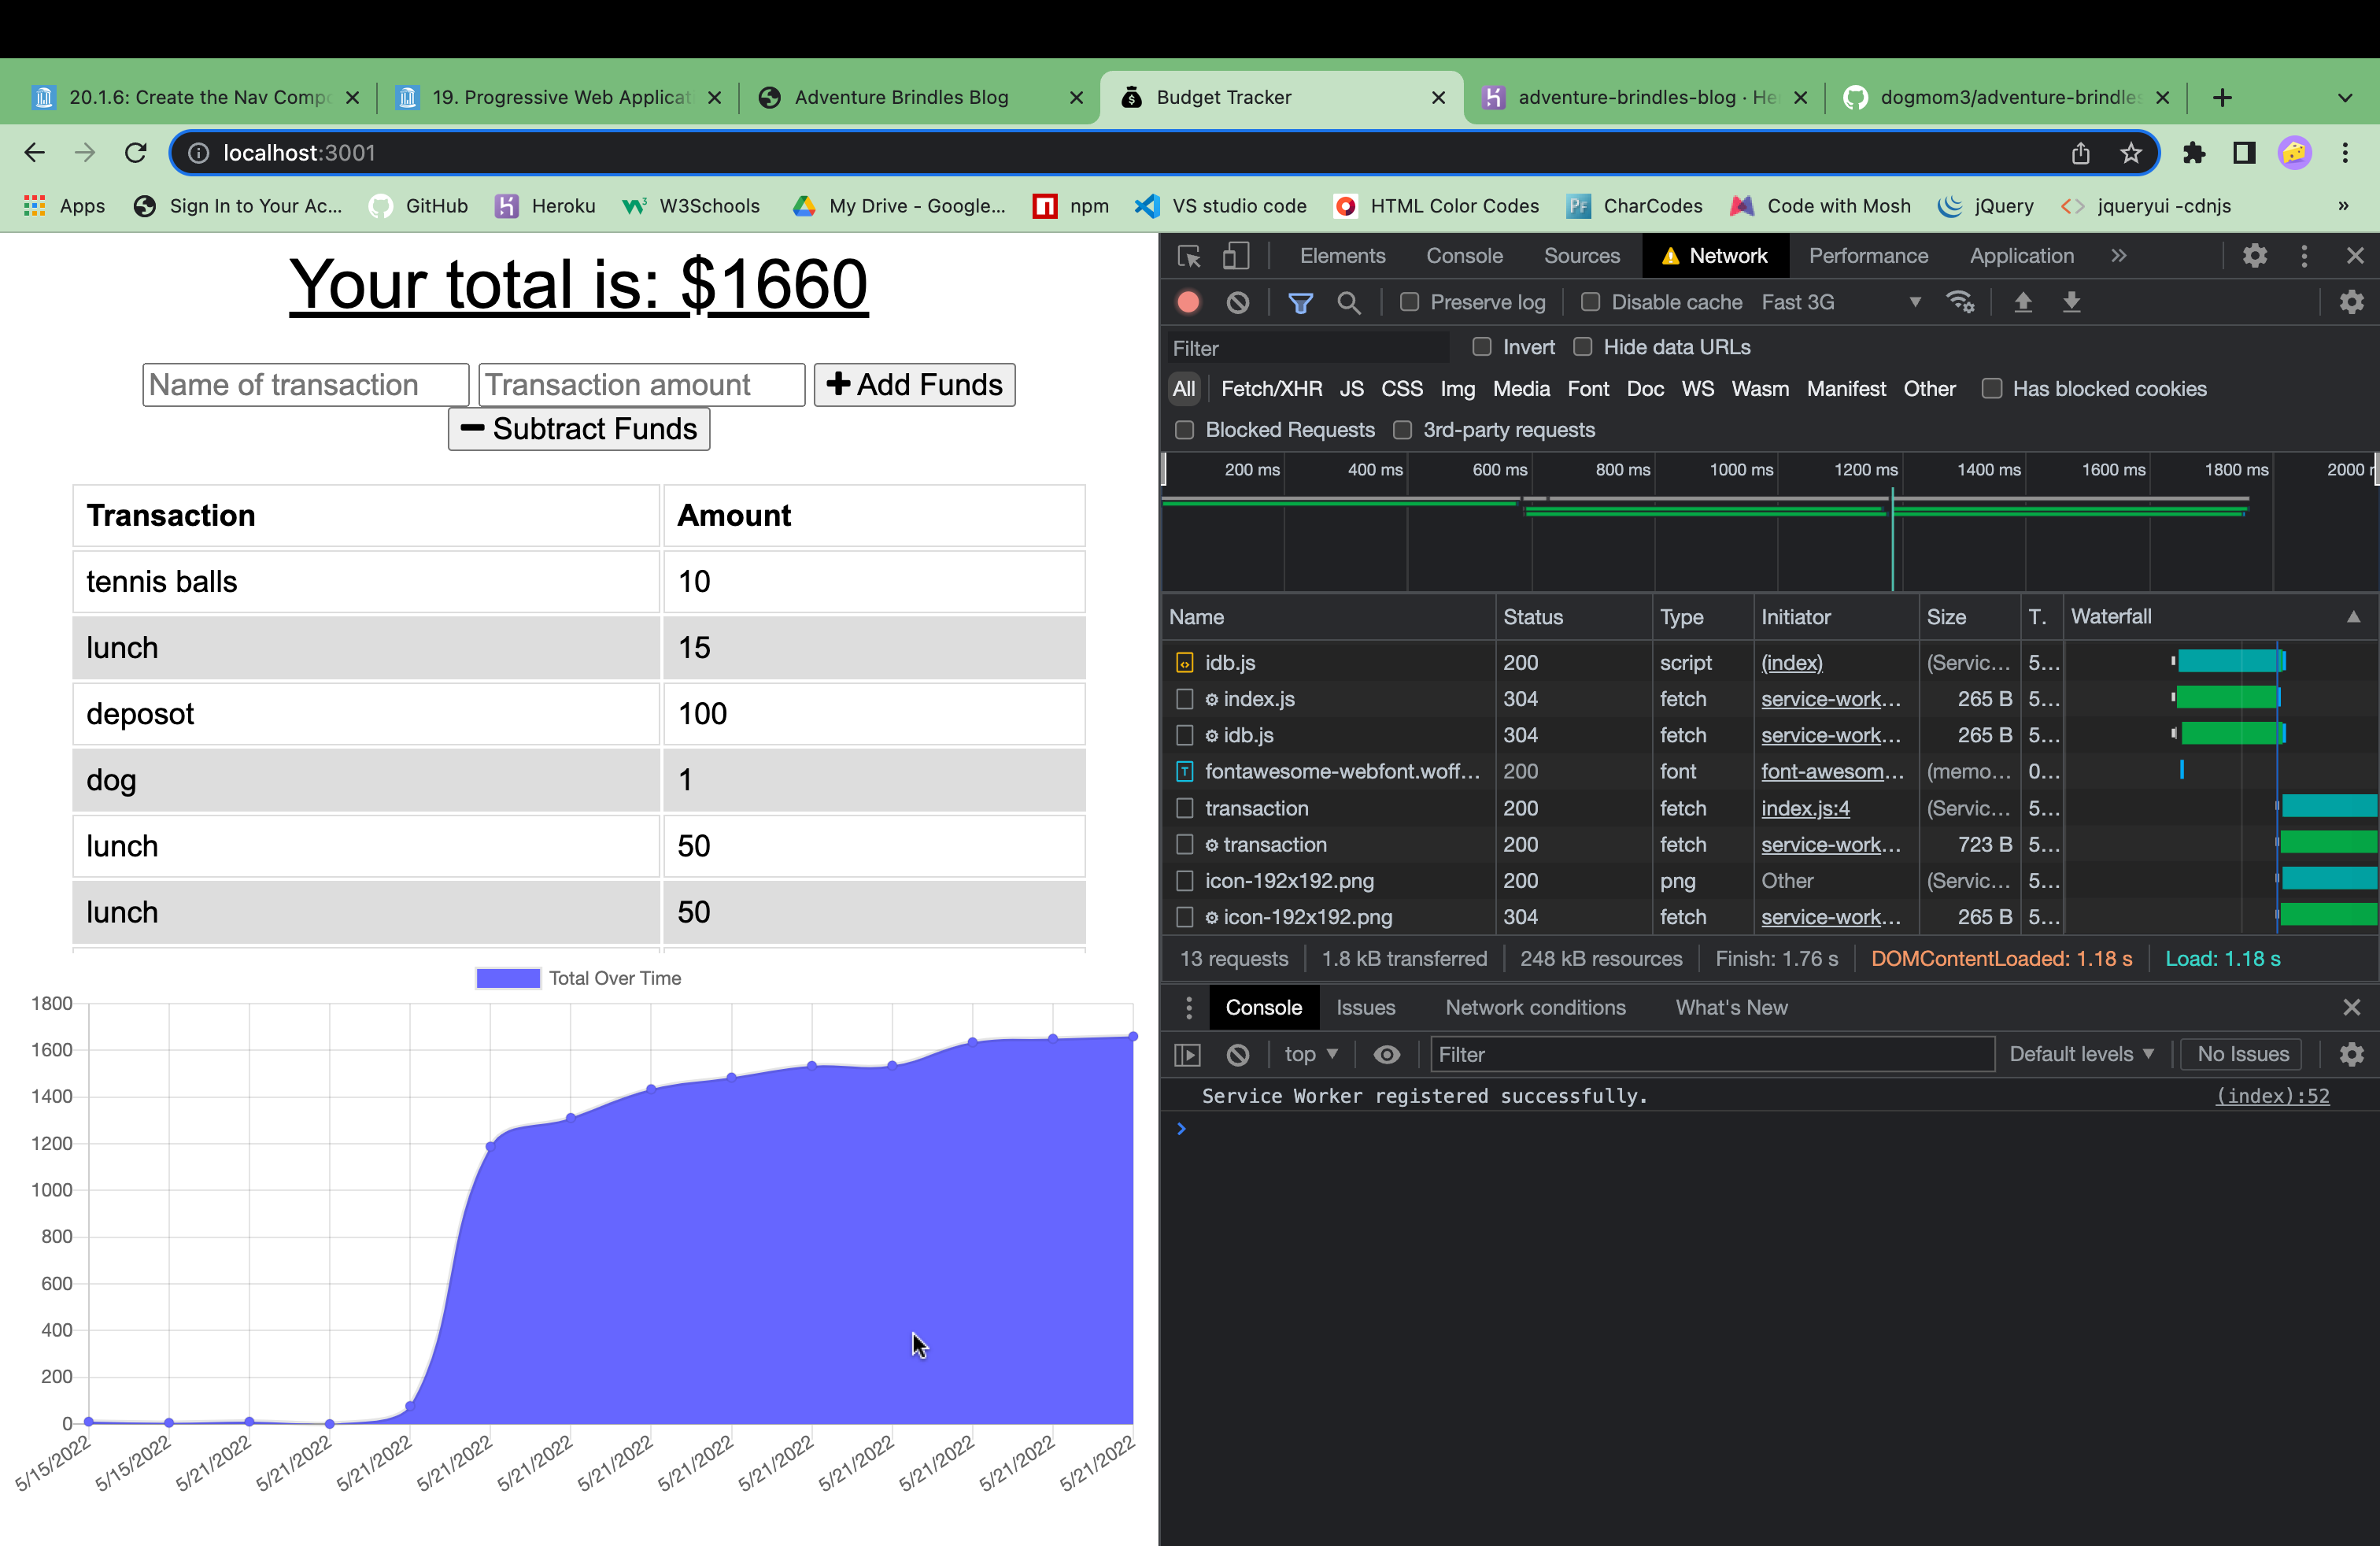 20.1.6: Create the Nav Compo
19. Progressive Web Applicat
Adventure Brindles Blog
Budget Tracker
adventure-brindles-blog · He
dogmom3/adventure-brindles
localhost:3001
Apps
Sign In to Your Ac...
GitHub
Heroku
W3Schools
My Drive - Google...
npm
VS studio code
HTML Color Codes
CharCodes
Code with Mosh
jQuery
jqueryui -cdnjs
»
Your total is: $1660
Name of transaction
Transaction amount
Add Funds
Subtract Funds
Transaction Amount
tennis balls 10
lunch 15
deposot 100
dog 1
lunch 50
lunch 50
Total Over Time
1800
1600
1400
1200
1000
800
600
400
200
0
5/15/2022
5/15/2022
5/21/2022
5/21/2022
5/21/2022
5/21/2022
5/21/2022
5/21/2022
5/21/2022
5/21/2022
5/21/2022
5/21/2022
5/21/2022
5/21/2022
Elements Console Sources Network Performance Application »
Preserve log Disable cache Fast 3G
Filter Invert Hide data URLs
All Fetch/XHR JS CSS Img Media Font Doc WS Wasm Manifest Other Has blocked cookies
Blocked Requests 3rd-party requests
200 ms 400 ms 600 ms 800 ms 1000 ms 1200 ms 1400 ms 1600 ms 1800 ms 2000
Name Status Type Initiator Size T. Waterfall
idb.js 200 script (index) (Servic... 5...
index.js 304 fetch service-work... 265 B 5...
idb.js 304 fetch service-work... 265 B 5...
fontawesome-webfont.woff... 200 font font-awesom... (memo... 0...
transaction 200 fetch index.js:4 (Servic... 5...
transaction 200 fetch service-work... 723 B 5...
icon-192x192.png 200 png Other (Servic... 5...
icon-192x192.png 304 fetch service-work... 265 B 5...
13 requests 1.8 kB transferred 248 kB resources Finish: 1.76 s DOMContentLoaded: 1.18 s Load: 1.18 s
Console Issues Network conditions What's New
top Filter Default levels No Issues
Service Worker registered successfully. (index):52